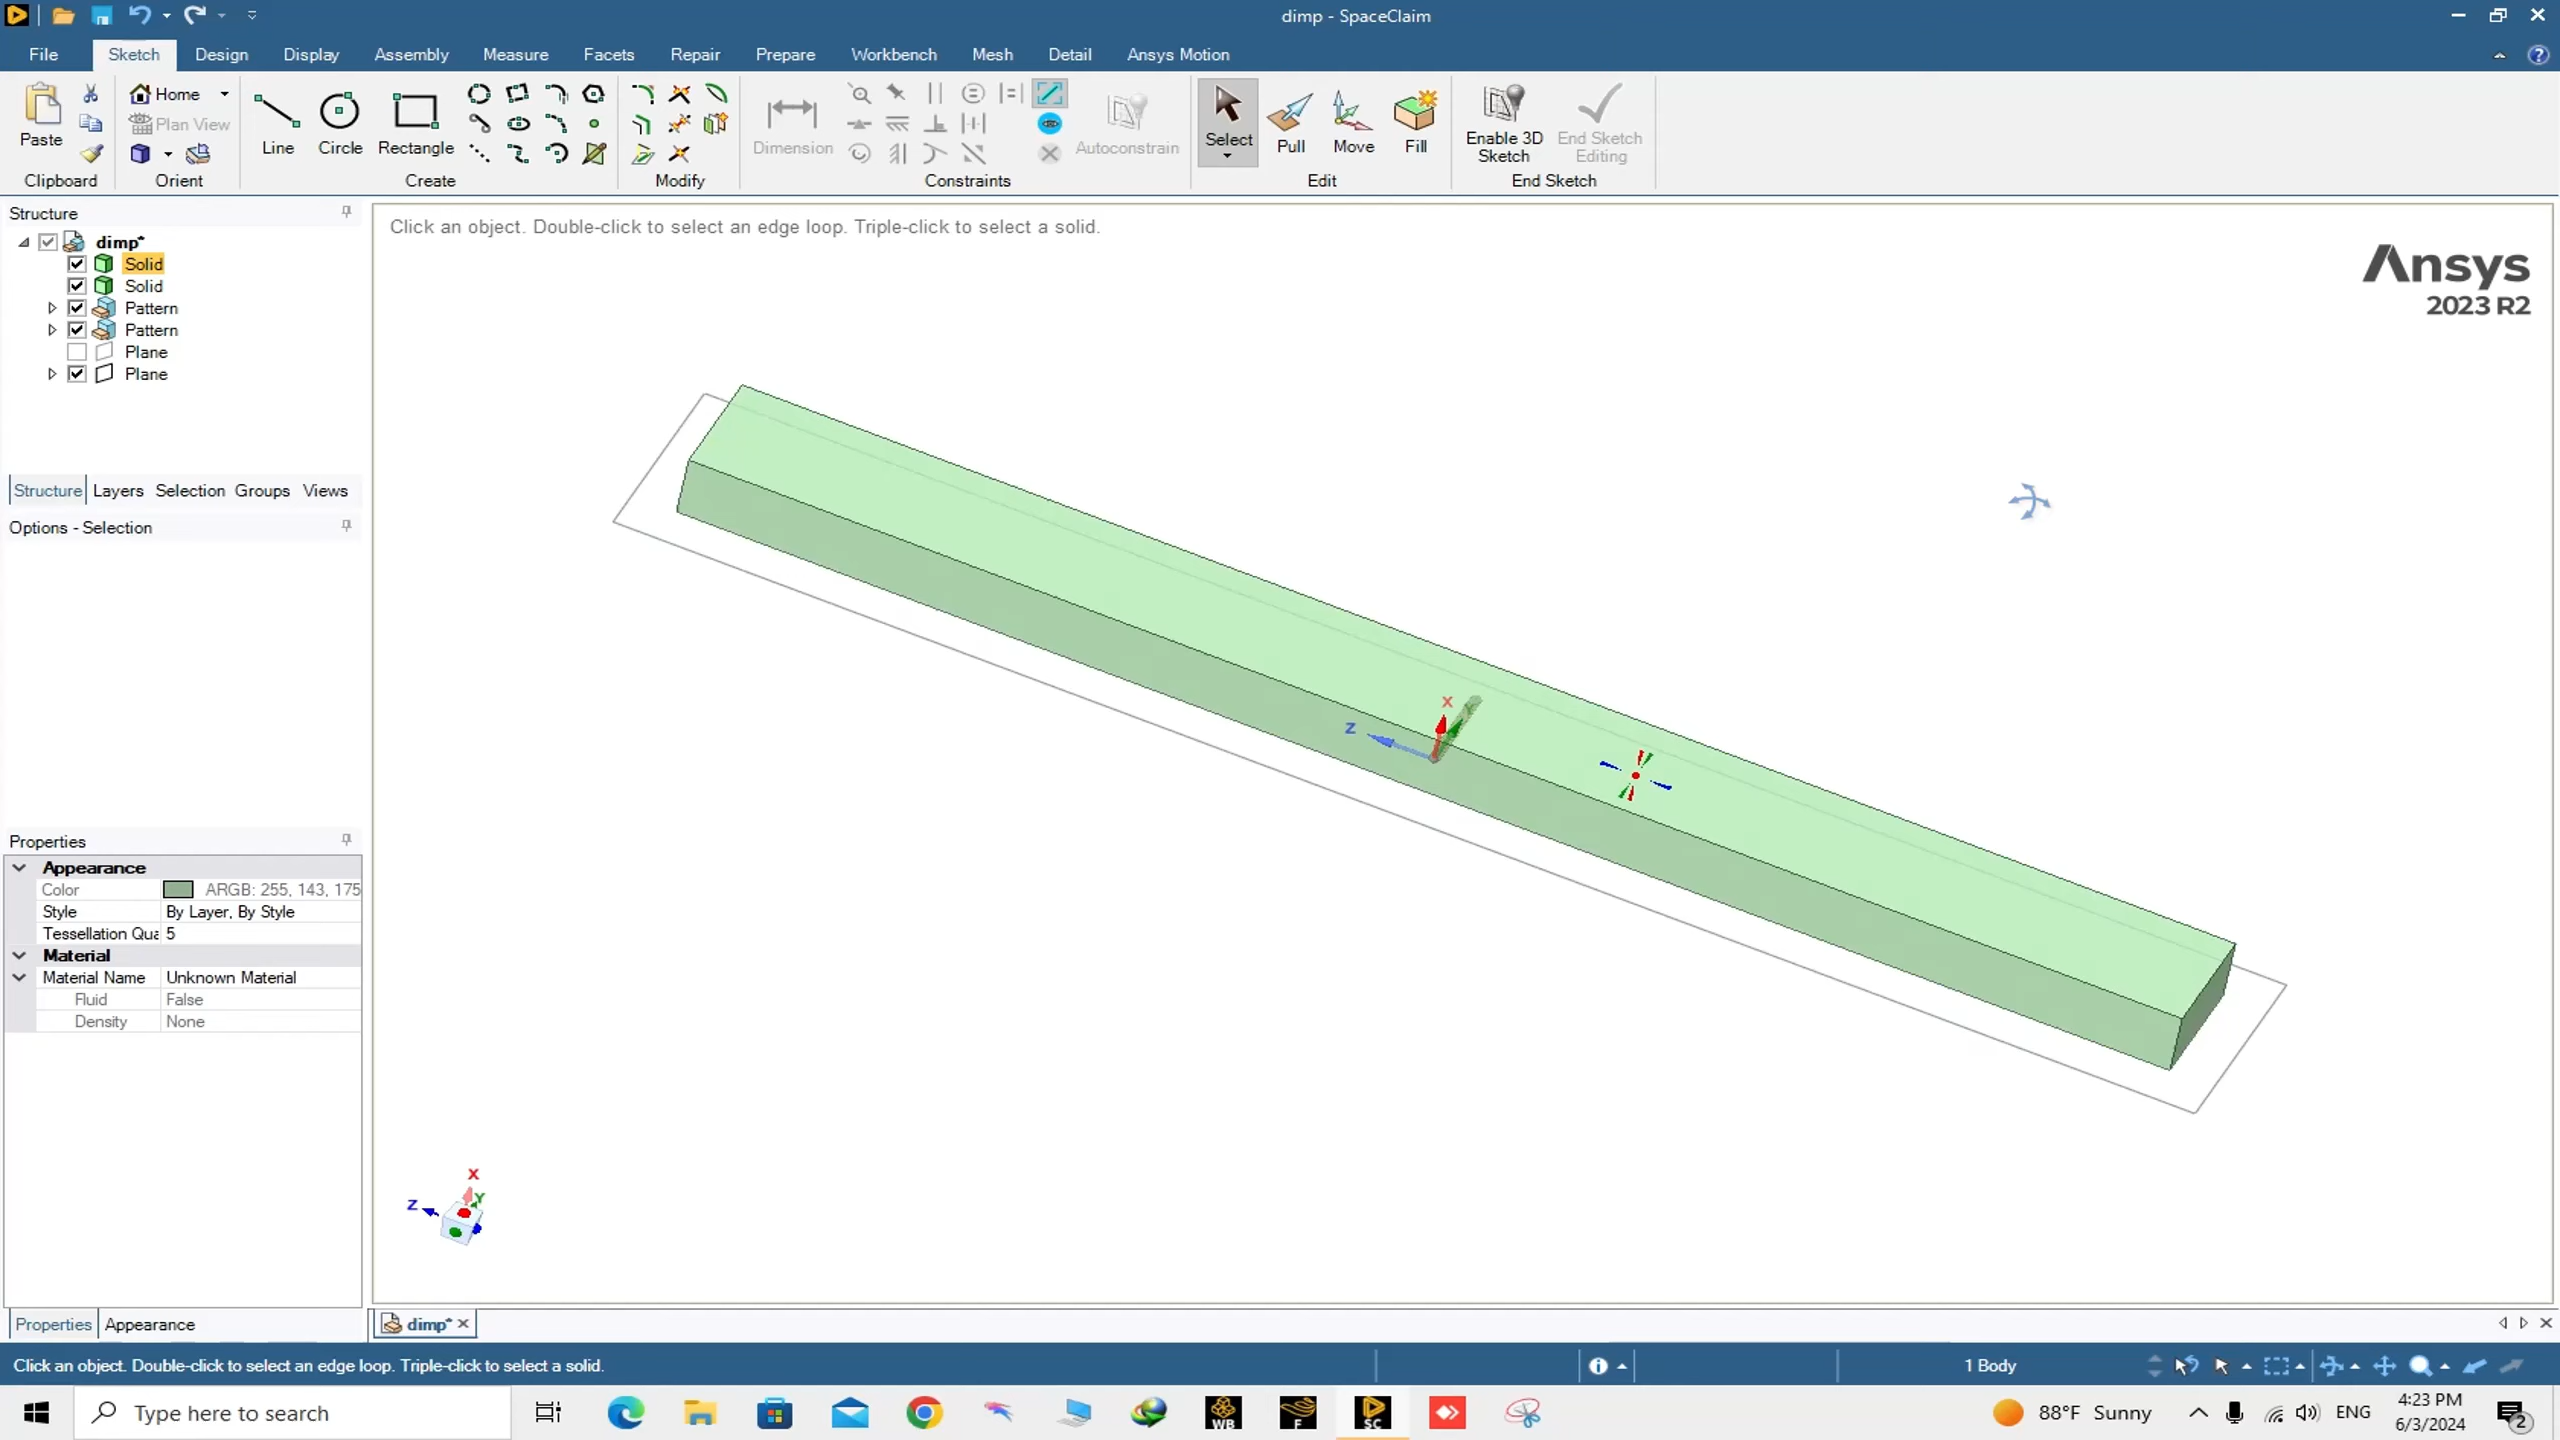 dimp - SpaceClaim
File Sketch Design Display Assembly Measure Facets Repair Prepare Workbench Mesh Detail Ansys Motion
Paste
Clipboard
Home
Plan View
Orient
Line Circle Rectangle
Create
Modify
Dimension
Autoconstrain
Constraints
Select Pull Move Fill
Edit
Enable 3D Sketch
End Sketch Editing
End Sketch
Structure
dimp*
Solid
Solid
Pattern
Pattern
Plane
Plane
Structure Layers Selection Groups Views
Options - Selection
Properties
Appearance
Color ARGB: 255, 143, 175
Style By Layer, By Style
Tessellation Qua 5
Material
Material Name Unknown Material
Fluid False
Density None
Properties Appearance
Click an object. Double-click to select an edge loop. Triple-click to select a solid.
Ansys
2023 R2
X
Y
Z
X
Y
Z
dimp*
Click an object. Double-click to select an edge loop. Triple-click to select a solid.
1 Body
Type here to search
WB
F
SC
88°F Sunny
ENG
4:23 PM
6/3/2024
2